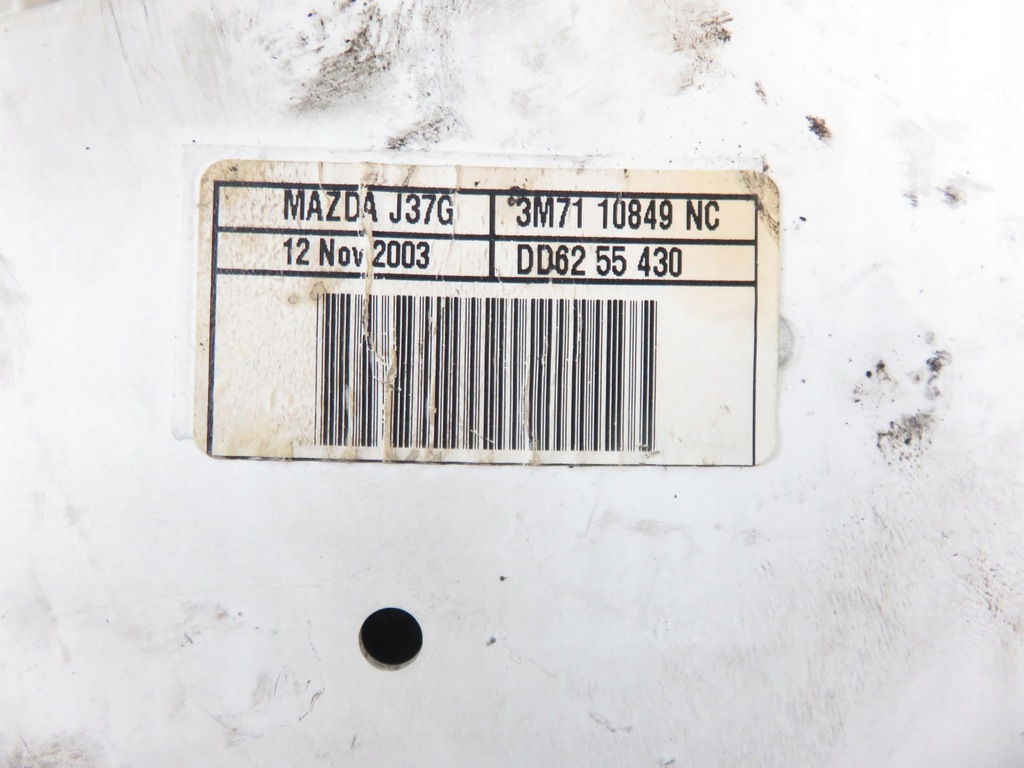 MAZDA J37G 3M71 10849 NC
12 Nov 2003 DD62 55 430